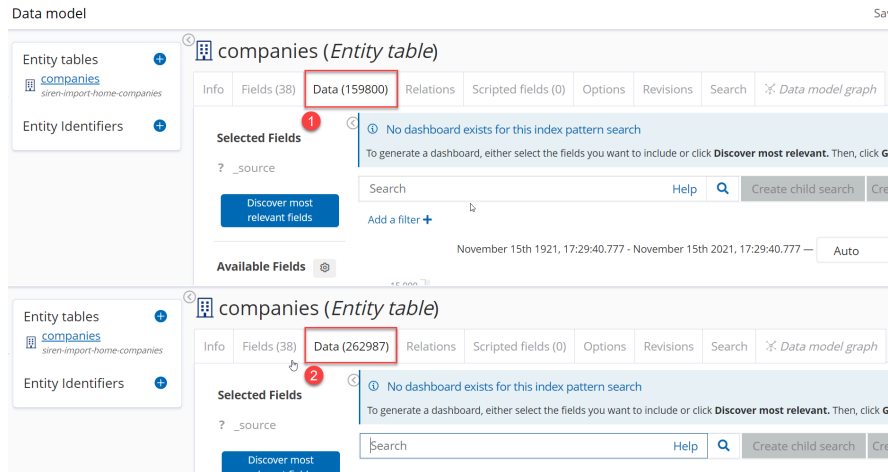 Data model
Sav
Entity tables
companies
siren-import-home-companies
Entity Identifiers
companies (Entity table)
Info Fields (38) Data (159800) Relations Scripted fields (0) Options Revisions Search Data model graph
1
Selected Fields
? _source
Discover most
relevant fields
Available Fields
No dashboard exists for this index pattern search
To generate a dashboard, either select the fields you want to include or click Discover most relevant. Then, click G
Search Help Create child search Cre
Add a filter
November 15th 1921, 17:29:40.777 - November 15th 2021, 17:29:40.777 — Auto
15,000
Entity tables
companies
siren-import-home-companies
Entity Identifiers
companies (Entity table)
Info Fields (38) Data (262987) Relations Scripted fields (0) Options Revisions Search Data model graph
2
Selected Fields
? _source
Discover most
No dashboard exists for this index pattern search
To generate a dashboard, either select the fields you want to include or click Discover most relevant. Then, click G
Search Help Create child search Cre